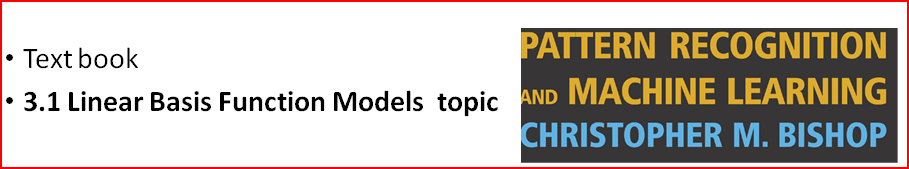 • Text book
• 3.1 Linear Basis Function Models topic
PATTERN RECOGNITION
AND MACHINE LEARNING
CHRISTOPHER M. BISHOP